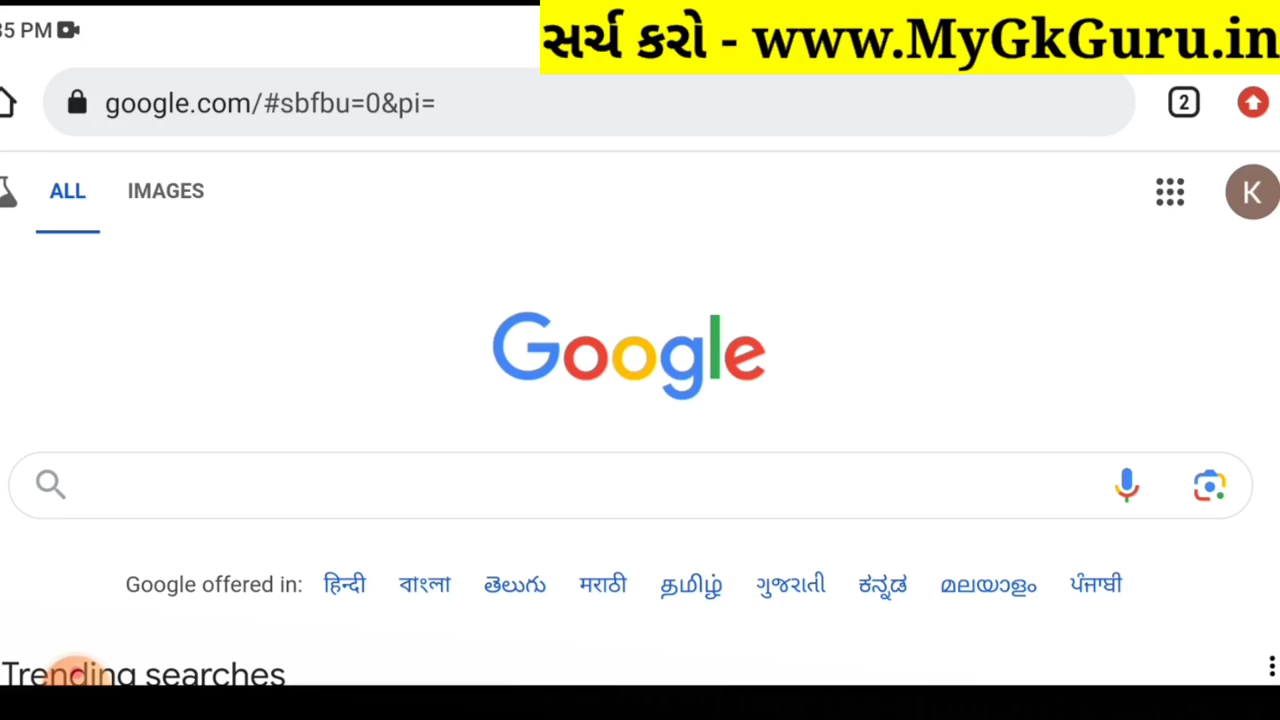 35 PM
સર્ચ કરો - www.MyGkGuru.in
google.com/#sbfbu=0&pi=
2
ALL IMAGES
K
Google
Google offered in: हिन्दी বাংলা తెలుగు मराठी தமிழ் ગુજરાતી ಕನ್ನಡ മലയാളം ਪੰਜਾਬੀ
Trending searches